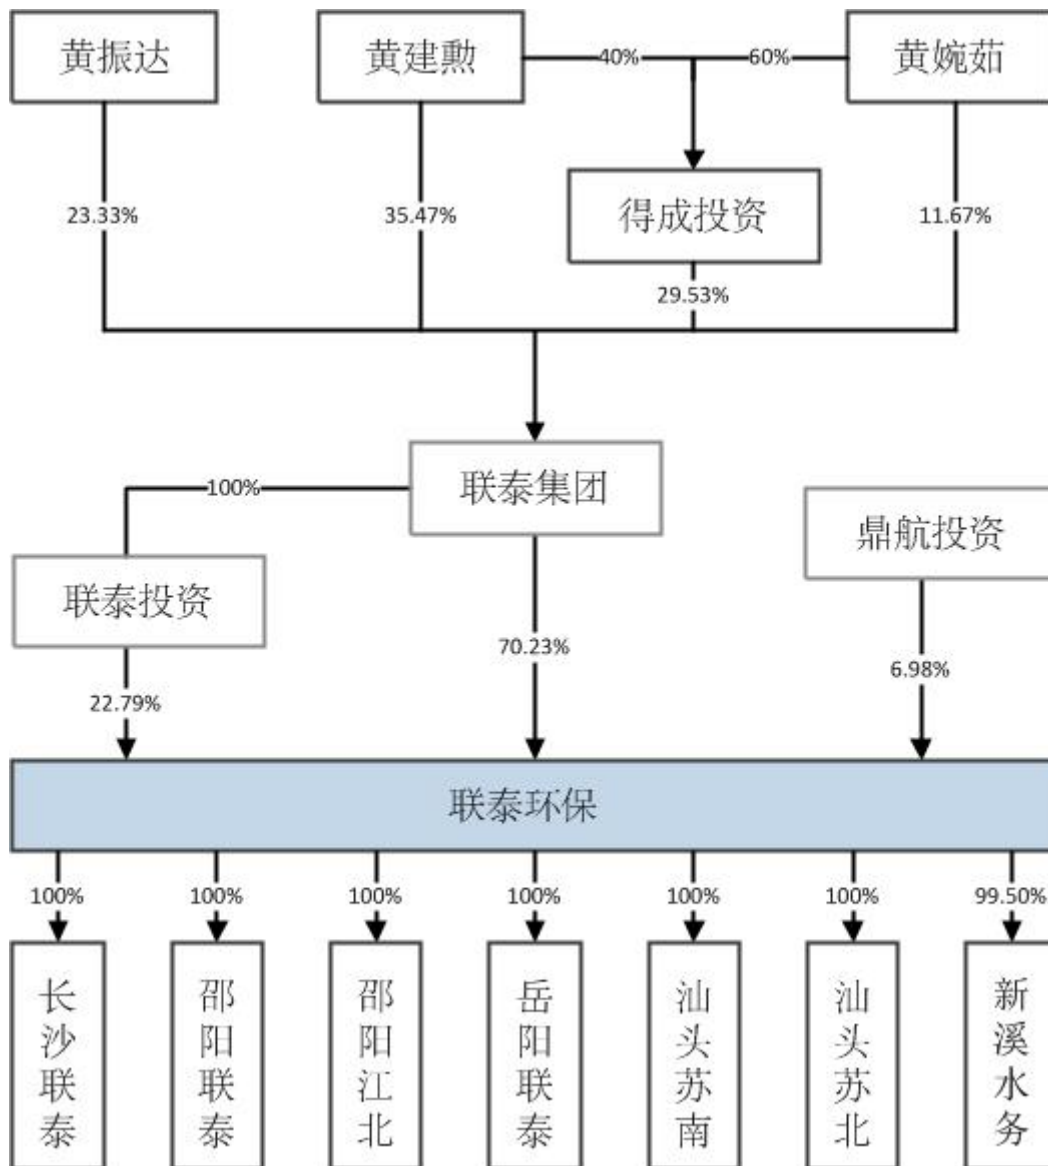 黄振达
黄建勲
40%
60%
黄婉茹
23.33%
35.47%
得成投资
11.67%
29.53%
联泰集团
100%
鼎航投资
联泰投资
70.23%
6.98%
22.79%
联泰环保
100%
100%
100%
100%
100%
100%
99.50%
长沙联泰
邵阳联泰
邵阳江北
岳阳联泰
汕头苏南
汕头苏北
新溪水务